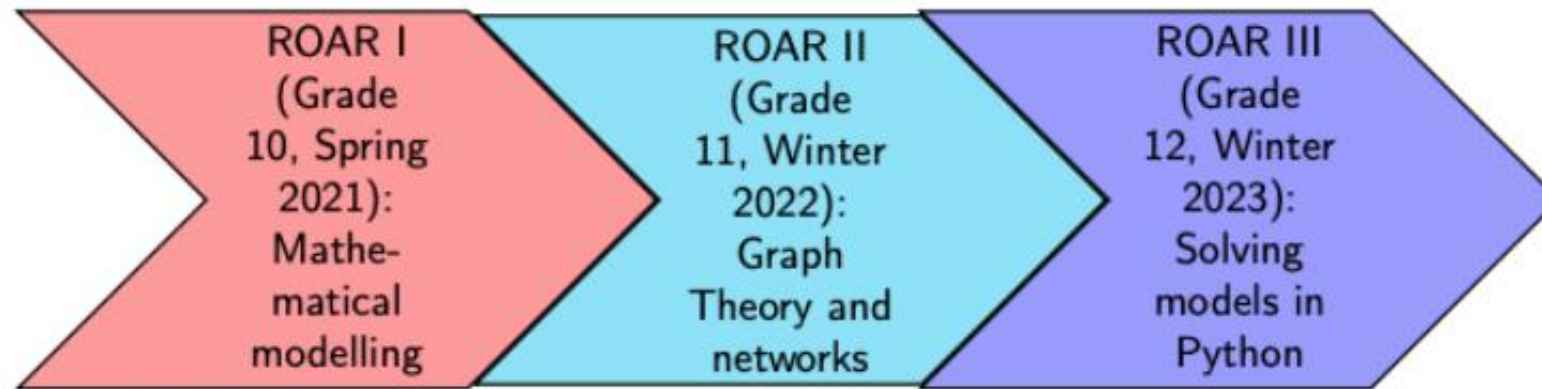 ROAR I
(Grade
10, Spring
2021):
Mathe-
matical
modelling
ROAR II
(Grade
11, Winter
2022):
Graph
Theory and
networks
ROAR III
(Grade
12, Winter
2023):
Solving
models in
Python